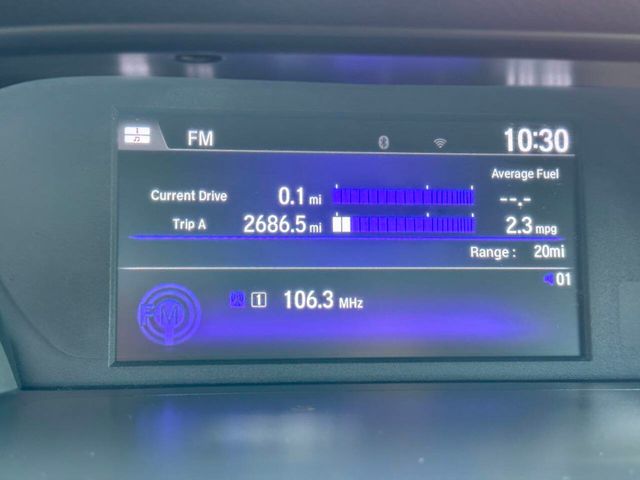 FM 10:30
Average Fuel
Current Drive 0.1 mi --.-
Trip A 2686.5 mi 2.3 mpg
Range : 20mi
01
1 106.3 MHz
FM